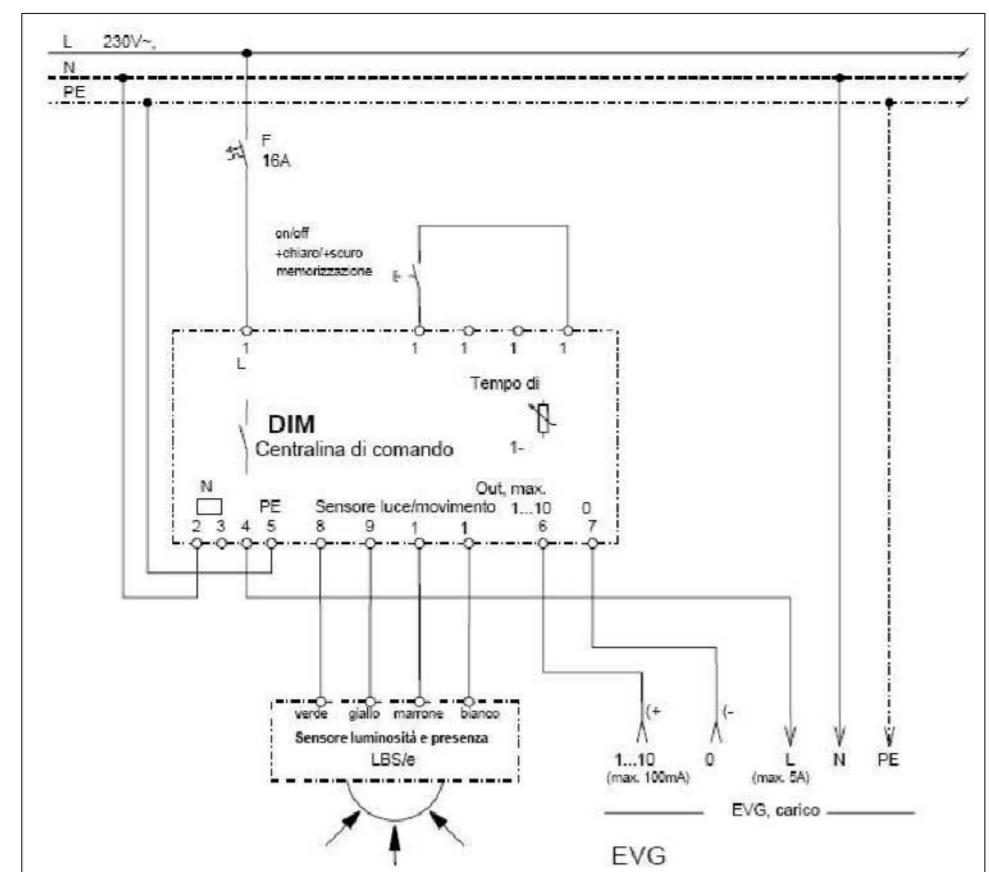 L 230V~,
N
PE
F
16A
on/off
+chiaro/+scuro
memorizzazione
E-
1 1 1 1 1
L
Tempo di
DIM
Centralina di comando
1-
N
Out, max.
PE Sensore luce/movimento 1...10 0
2 3 4 5 8 9 1 1 6 7
verde giallo marrone bianco
Sensore luminosità e presenza
LBS/e
(+ (-
1...10 0 L N PE
(max. 100mA) (max. 5A)
EVG, carico
EVG